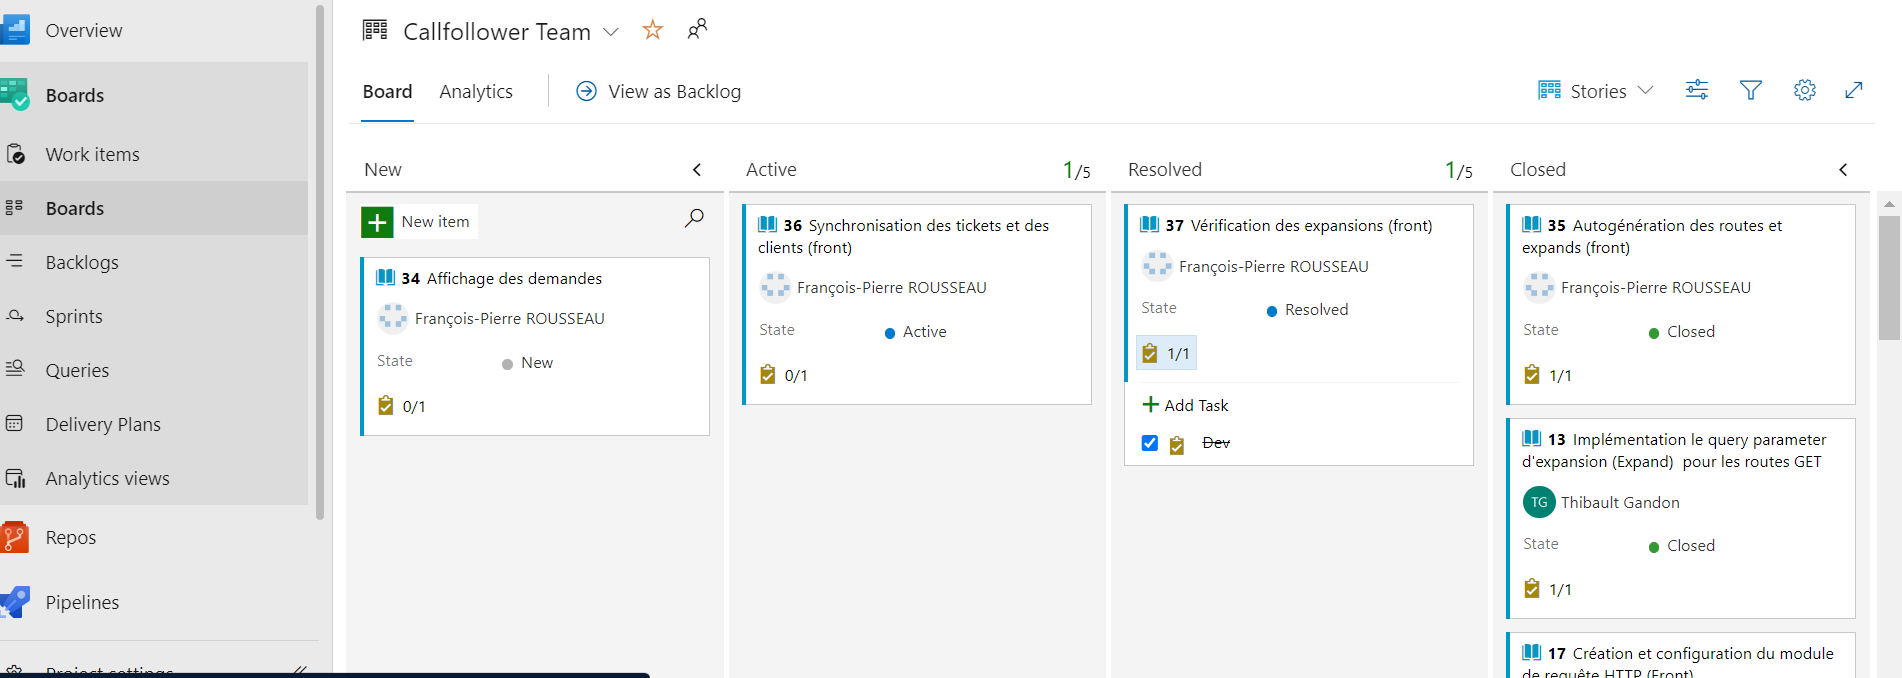 Overview
Boards
Work items
Boards
Backlogs
Sprints
Queries
Delivery Plans
Analytics views
Repos
Pipelines
Project settings
Callfollower Team
Board
Analytics
View as Backlog
Stories
New
New item
34 Affichage des demandes
François-Pierre ROUSSEAU
State
New
0/1
Active
1/5
36 Synchronisation des tickets et des
clients (front)
François-Pierre ROUSSEAU
State
Active
0/1
Resolved
1/5
37 Vérification des expansions (front)
François-Pierre ROUSSEAU
State
Resolved
1/1
Add Task
Dev
Closed
35 Autogénération des routes et
expands (front)
François-Pierre ROUSSEAU
State
Closed
1/1
13 Implémentation le query parameter
d'expansion (Expand)  pour les routes GET
TG
Thibault Gandon
State
Closed
1/1
17 Création et configuration du module
de requête HTTP (Front)